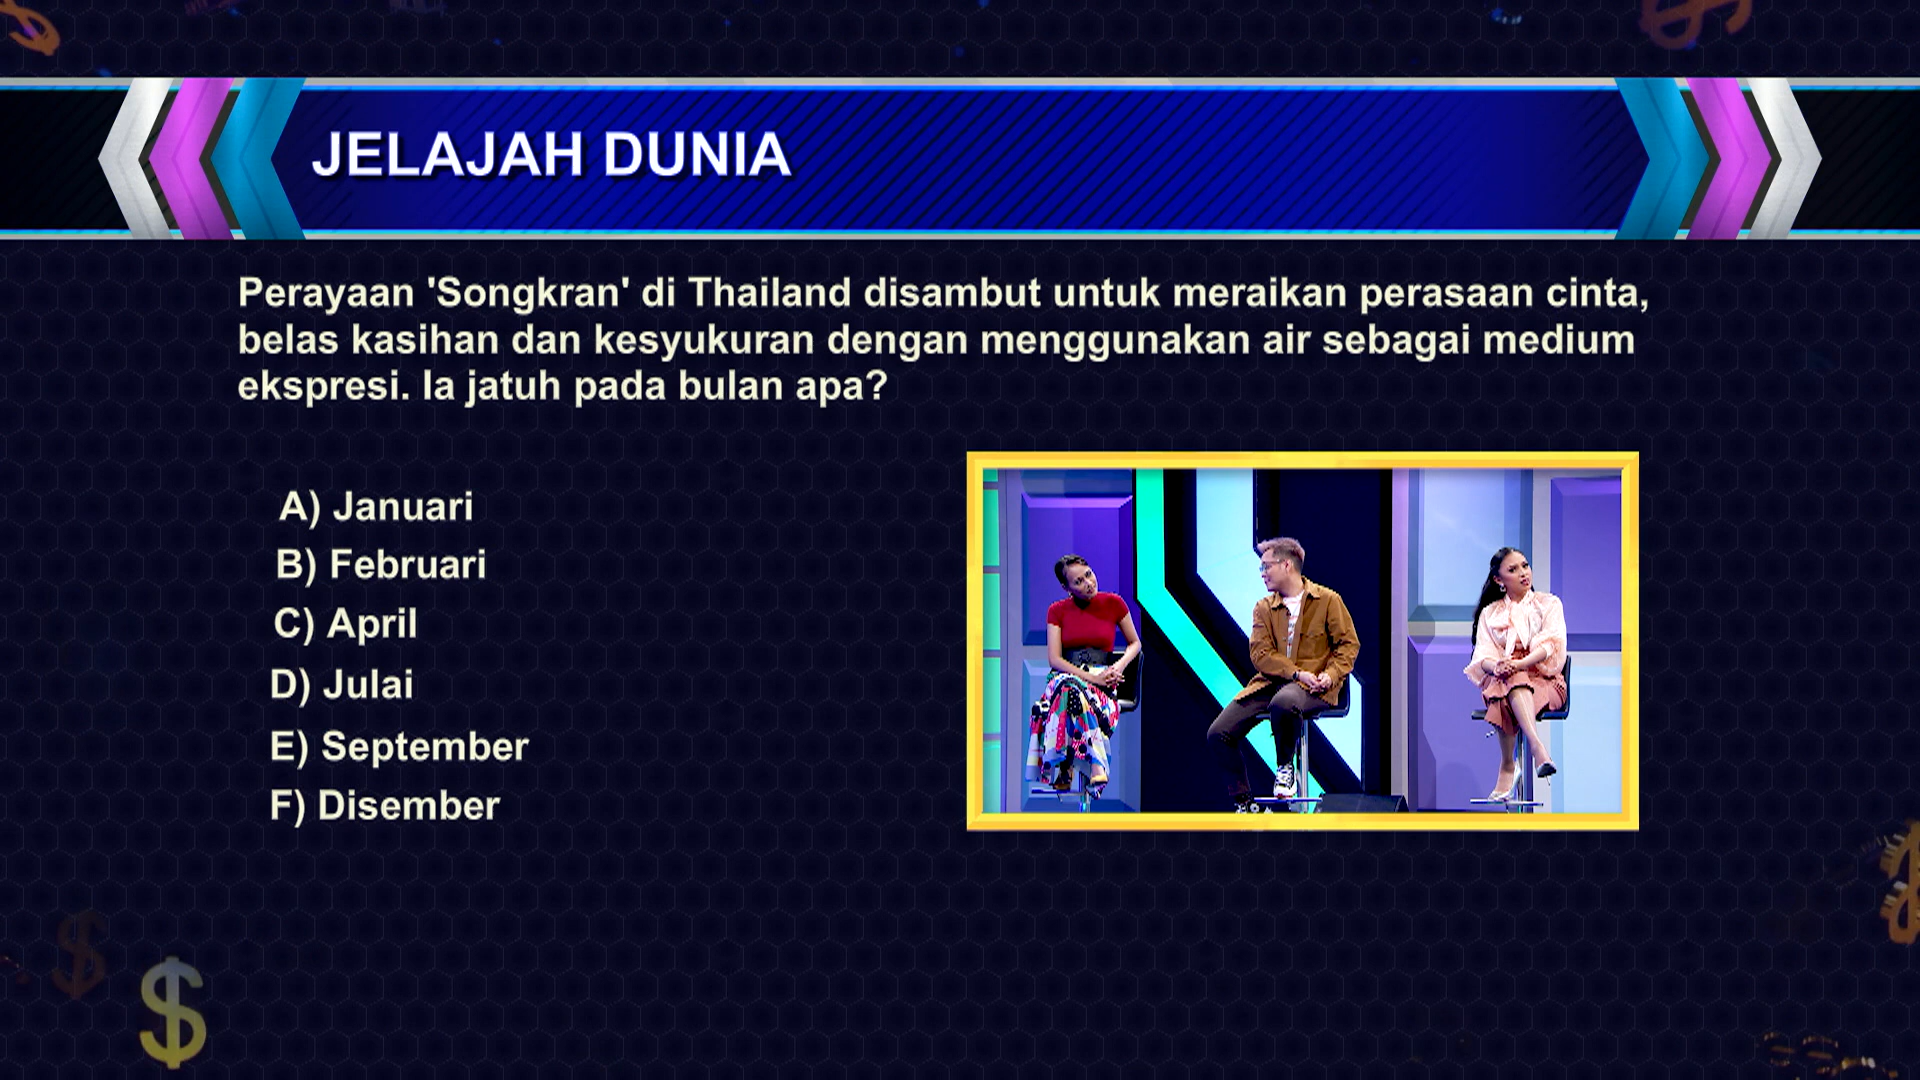 JELAJAH DUNIA
Perayaan 'Songkran' di Thailand disambut untuk meraikan perasaan cinta,
belas kasihan dan kesyukuran dengan menggunakan air sebagai medium
ekspresi. Ia jatuh pada bulan apa?
A) Januari
B) Februari
C) April
D) Julai
E) September
F) Disember